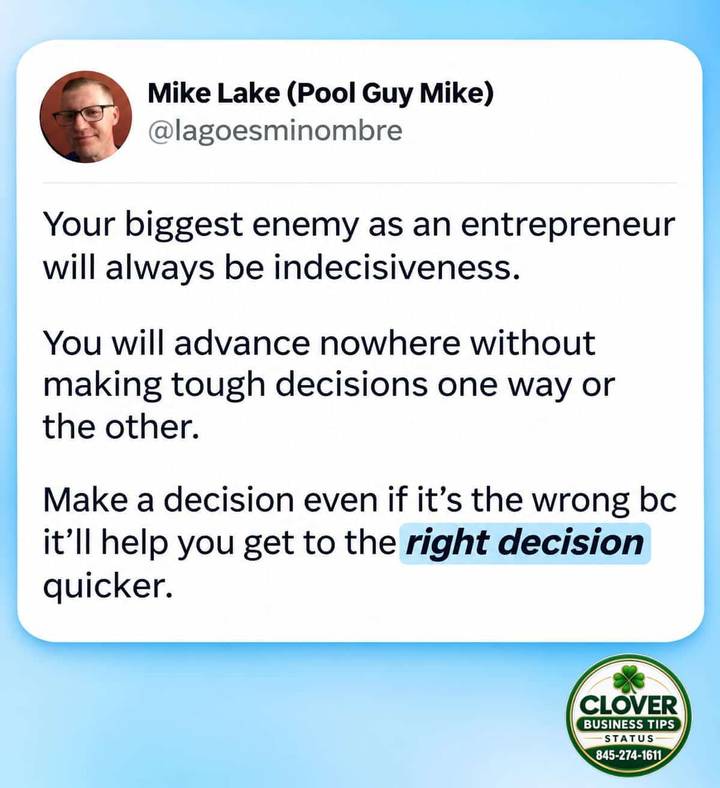 Mike Lake (Pool Guy Mike)
@lagoesminombre
Your biggest enemy as an entrepreneur
will always be indecisiveness.
You will advance nowhere without
making tough decisions one way or
the other.
Make a decision even if it's the wrong bc
it'll help you get to the right decision
quicker.
CLOVER
BUSINESS TIPS
STATUS
845-274-1611